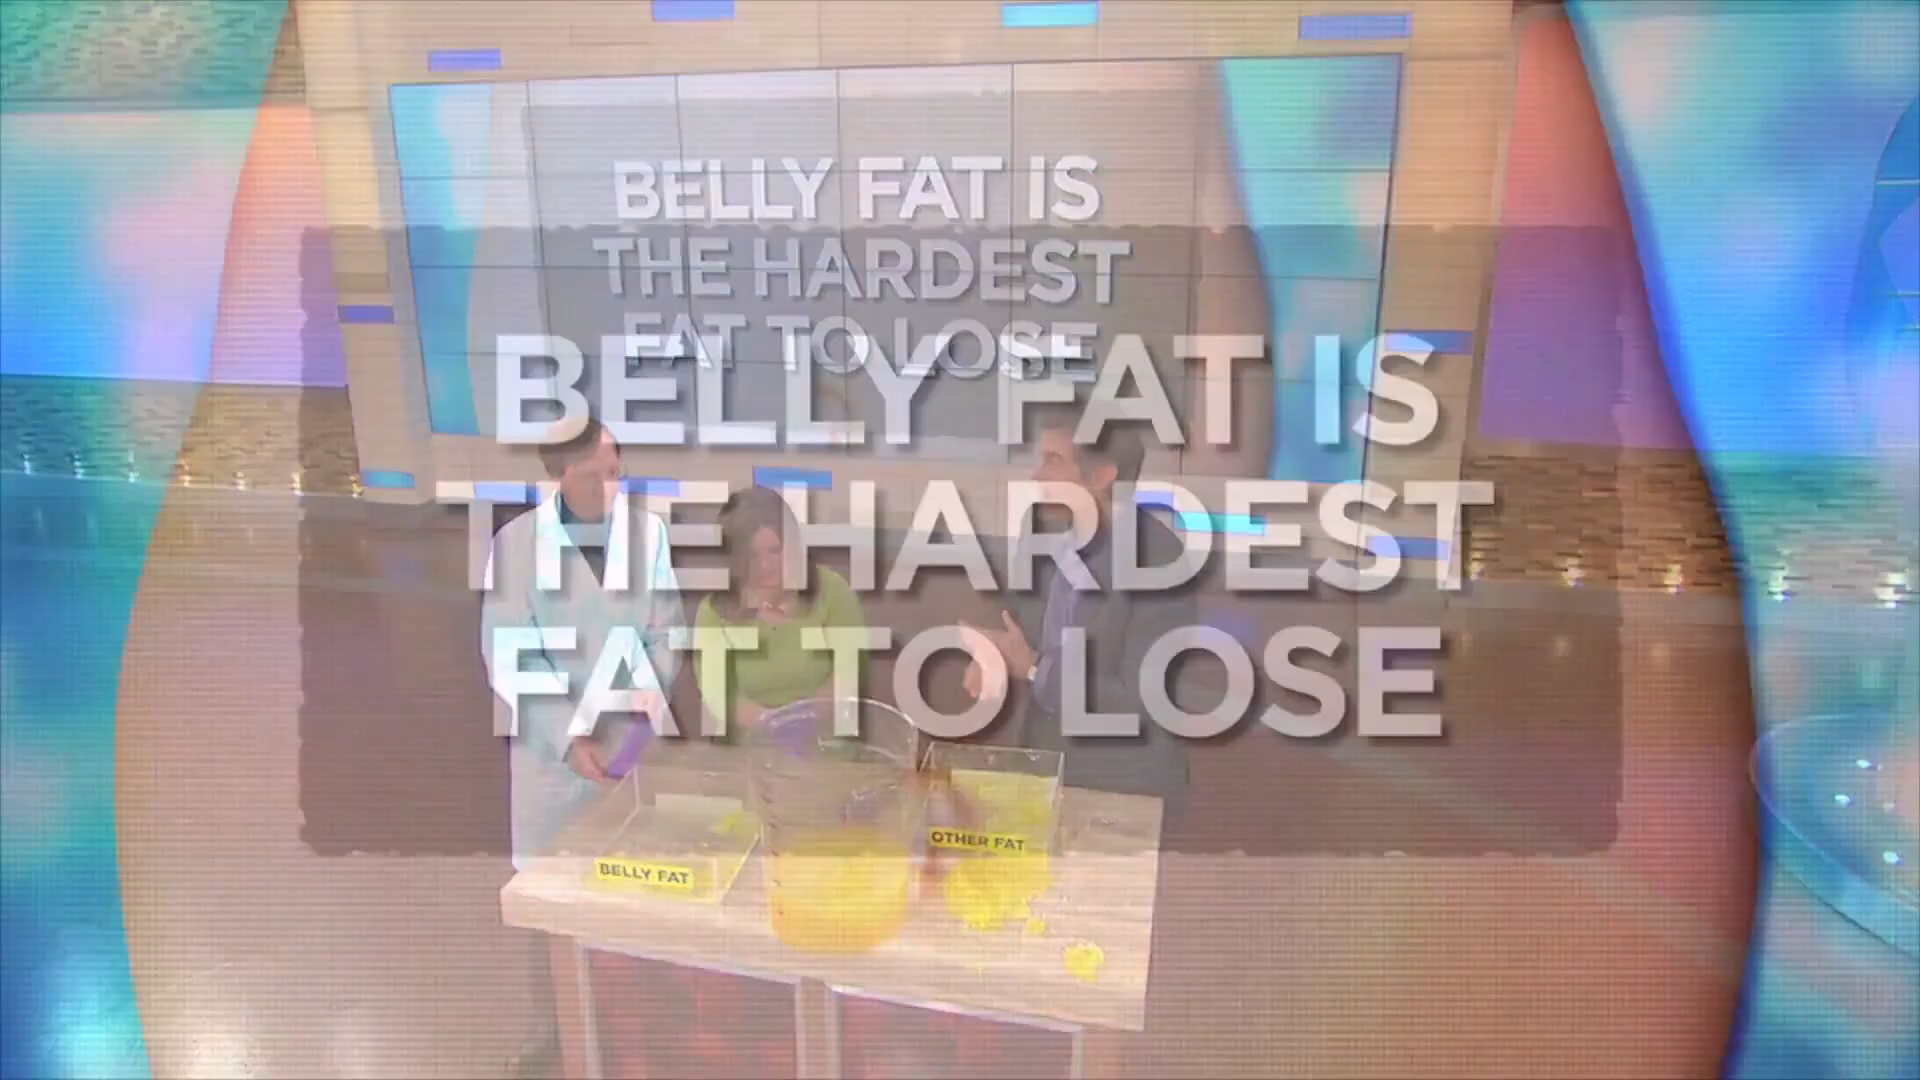 BELLY FAT IS
THE HARDEST
FAT TO LOSE
BELLY FAT IS
THE HARDEST
FAT TO LOSE
OTHER FAT
BELLY FAT